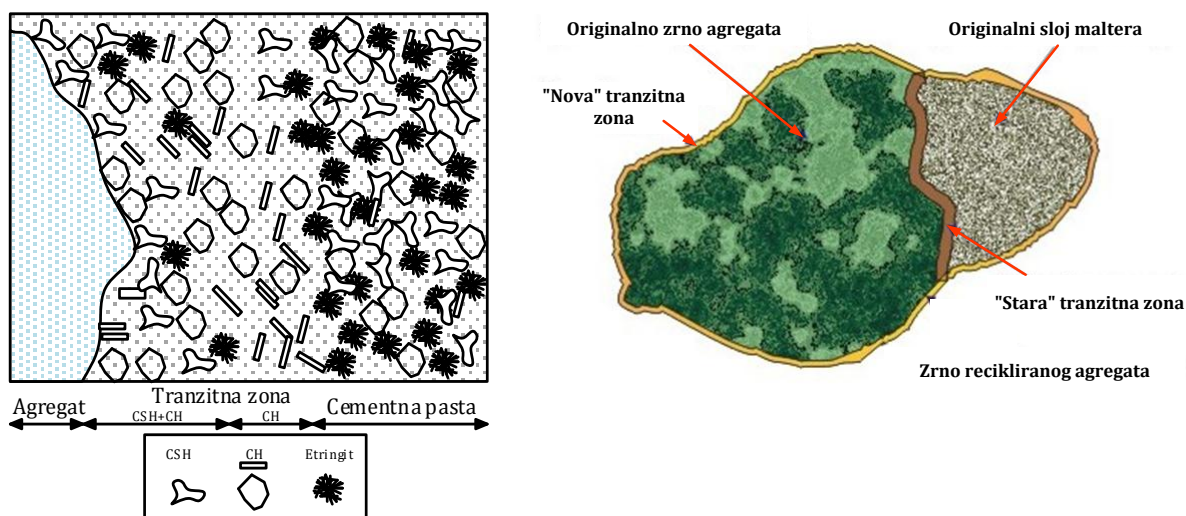 Agregat
Tranzitna zona
CSH+CH
CH
Cementna pasta
CSH
CH
Etringit
Originalno zrno agregata
Originalni sloj maltera
"Nova" tranzitna
zona
"Stara" tranzitna zona
Zrno recikliranog agregata